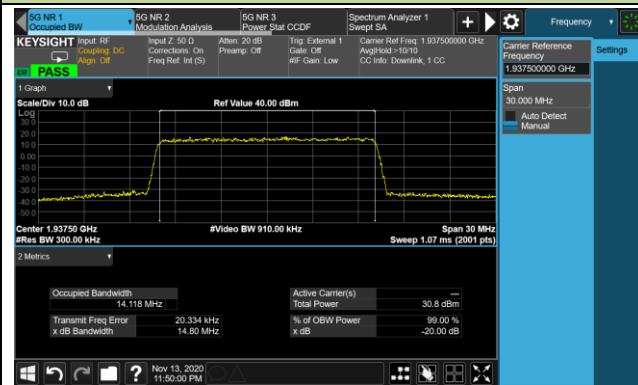 5G NR 1
Occupied BW
5G NR 2
Modulation Analysis
5G NR 3
Power Stat CCDF
Spectrum Analyzer 1
Swept SA
Frequency
KEYSIGHT
Input: RF
Coupling: DC
Align: Off
Input Z: 50 Ω
Corrections: On
Freq Ref: Int (S)
Atten: 20 dB
Preamp: Off
Trig: External 1
Gate: Off
#IF Gain: Low
Carrier Ref Freq: 1.937500000 GHz
Avg|Hold:>10/10
CC Info: Downlink, 1 CC
LXI
PASS
Carrier Reference
Frequency
1.937500000 GHz
Settings
Span
30.000 MHz
Auto Detect
Manual
1 Graph
Scale/Div 10.0 dB
Ref Value 40.00 dBm
Log
30.0
20.0
10.0
0.00
-10.0
-20.0
-30.0
-40.0
-50.0
Center 1.93750 GHz
#Res BW 300.00 kHz
#Video BW 910.00 kHz
Span 30 MHz
Sweep 1.07 ms (2001 pts)
2 Metrics
Occupied Bandwidth
14.118 MHz
Transmit Freq Error 20.334 kHz
x dB Bandwidth 14.80 MHz
Active Carrier(s) ---
Total Power 30.8 dBm
% of OBW Power 99.00 %
x dB -20.00 dB
Nov 13, 2020
11:50:00 PM